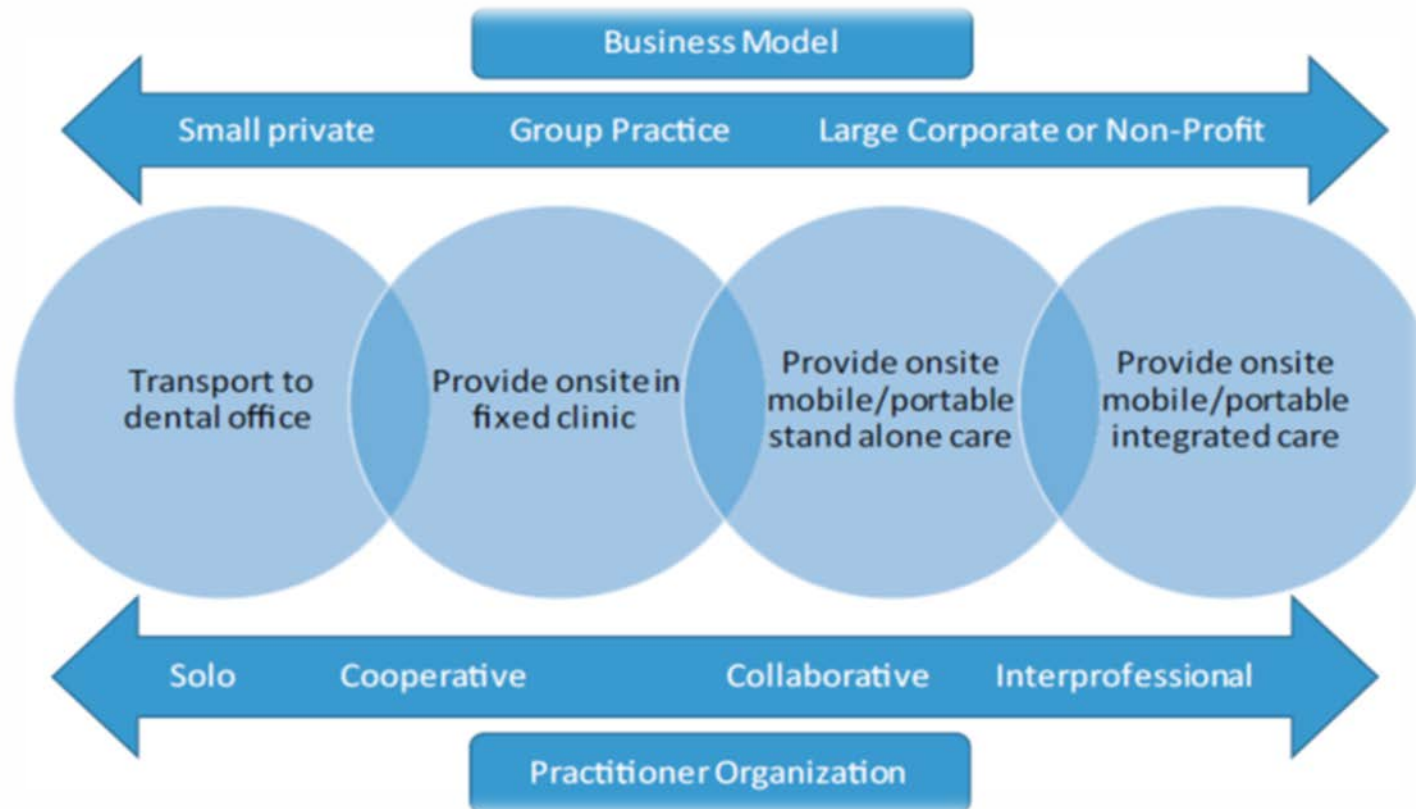 Business Model
Small private Group Practice Large Corporate or Non-Profit
Transport to
dental office
Provide onsite in
fixed clinic
Provide onsite
mobile/portable
stand alone care
Provide onsite
mobile/portable
integrated care
Solo Cooperative Collaborative Interprofessional
Practitioner Organization